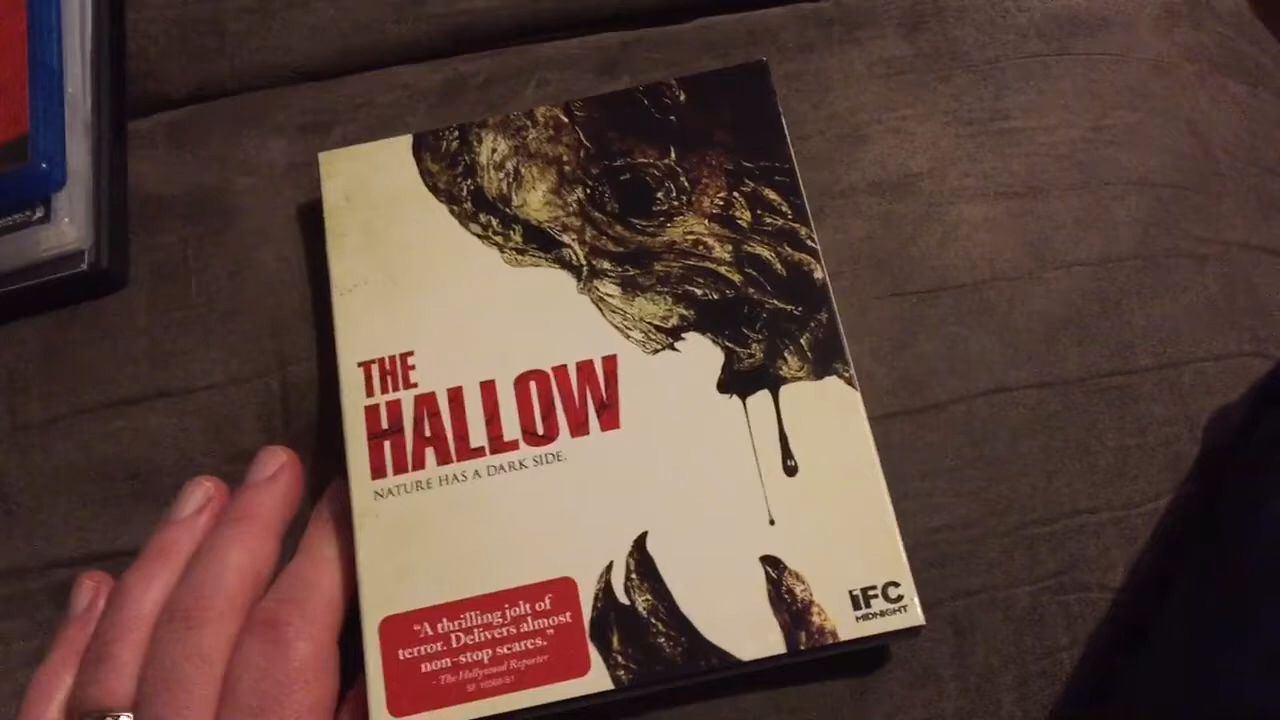 THE
HALLOW
NATURE HAS A DARK SIDE.
"A thrilling jolt of
terror. Delivers almost
non-stop scares."
- The Hollywood Reporter
IFC
MIDNIGHT